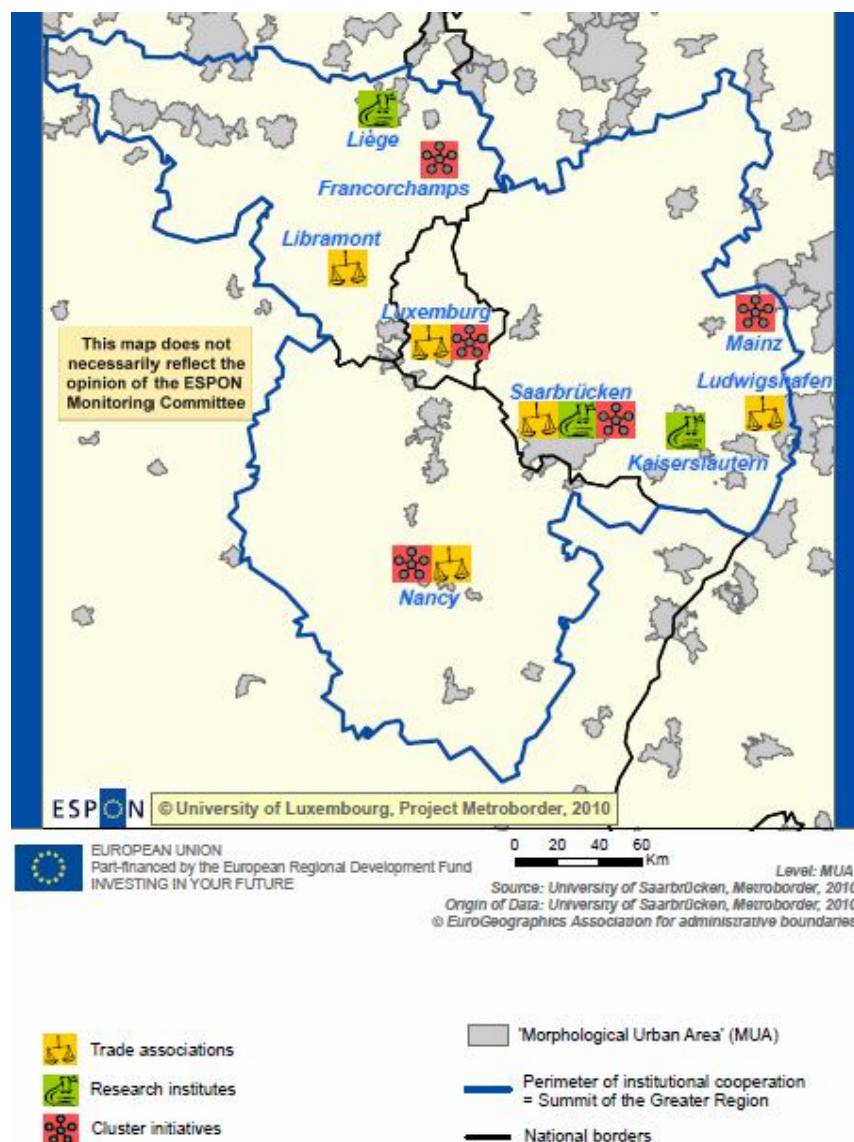 Liège
Francorchamps
Libramont
Luxemburg
This map does not
necessarily reflect the
opinion of the ESPON
Monitoring Committee
Mainz
Saarbrücken
Ludwigshafen
Kaiserslautern
Nancy
ESPON
© University of Luxembourg, Project Metroborder, 2010
EUROPEAN UNION
Part-financed by the European Regional Development Fund
INVESTING IN YOUR FUTURE
0 20 40 60
Km
Level: MUA
Source: University of Saarbrücken, Metroborder, 2010
Origin of Data: University of Saarbrücken, Metroborder, 2010
© EuroGeographics Association for administrative boundaries
Trade associations
Research institutes
Cluster initiatives
'Morphological Urban Area' (MUA)
Perimeter of institutional cooperation
= Summit of the Greater Region
National borders